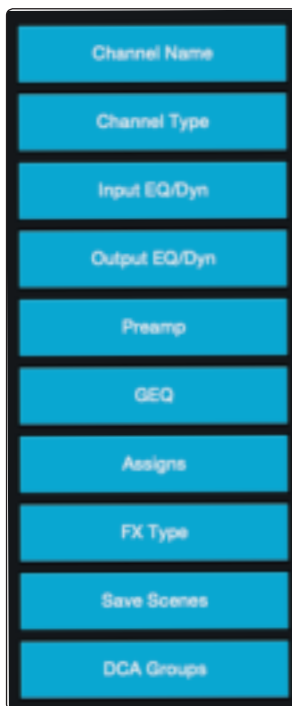 Channel Name
Channel Type
Input EQ/Dyn
Output EQ/Dyn
Preamp
GEQ
Assigns
FX Type
Save Scenes
DCA Groups